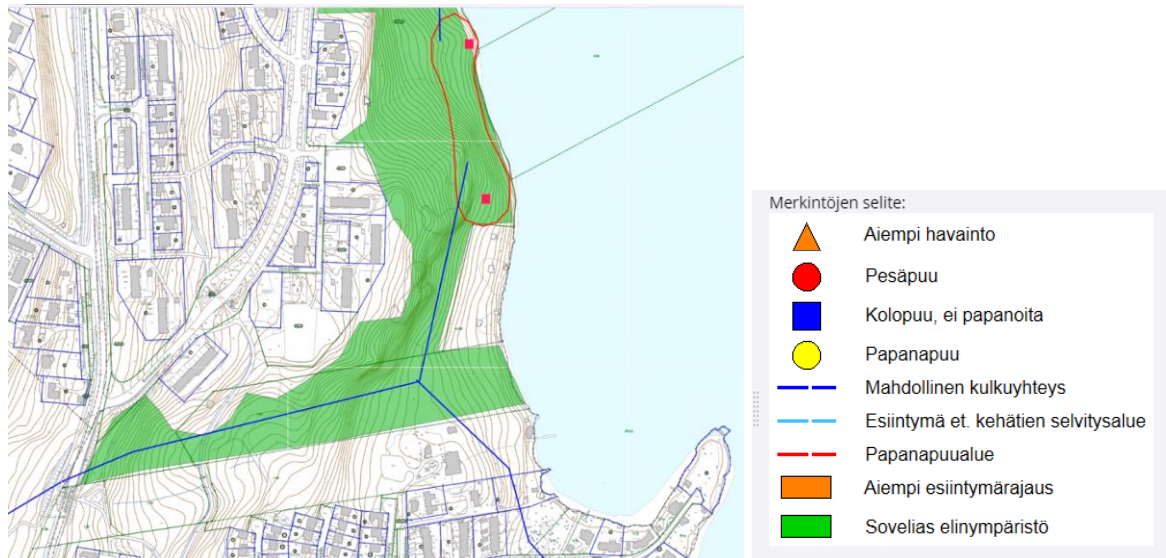 Merkintöjen selite:
Aiempi havainto
Pesäpuu
Kolopuu, ei papanoita
Papanapuu
Mahdollinen kulkuyhteys
Esiintymä et. kehätien selvitysalue
Papanapuualue
Aiempi esiintymärajaus
Sovelias elinympäristö